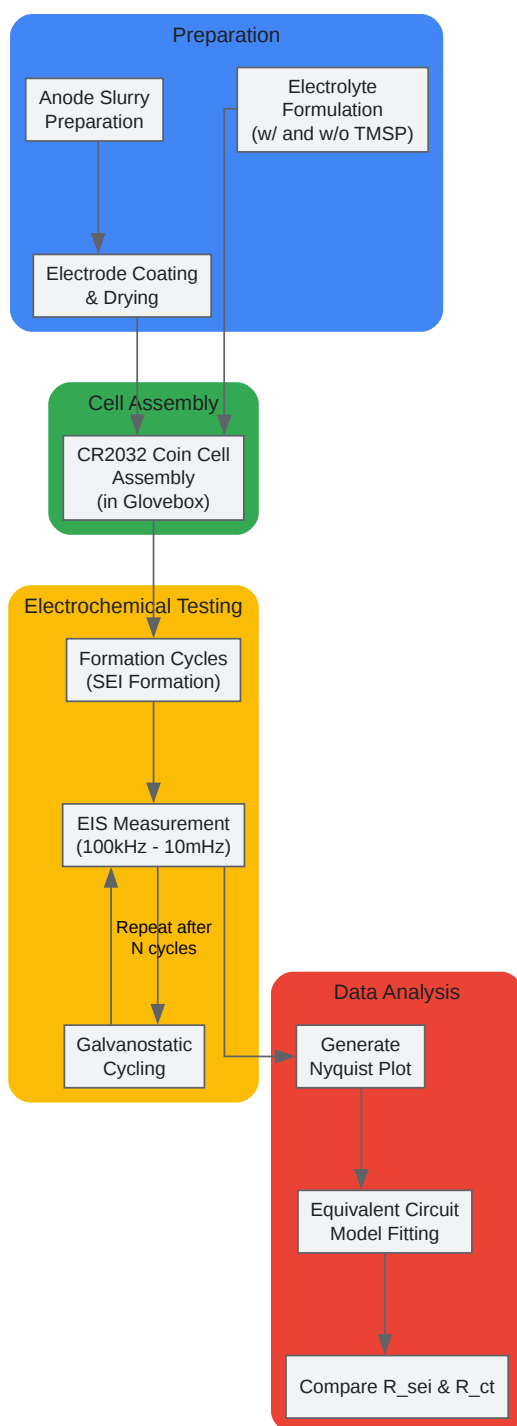 Preparation
Anode Slurry
Preparation
Electrolyte
Formulation
(w/ and w/o TMSP)
Electrode Coating
& Drying
Cell Assembly
CR2032 Coin Cell
Assembly
(in Glovebox)
Electrochemical Testing
Formation Cycles
(SEI Formation)
EIS Measurement
(100kHz - 10mHz)
Repeat after
N cycles
Galvanostatic
Cycling
Data Analysis
Generate
Nyquist Plot
Equivalent Circuit
Model Fitting
Compare R_sei & R_ct